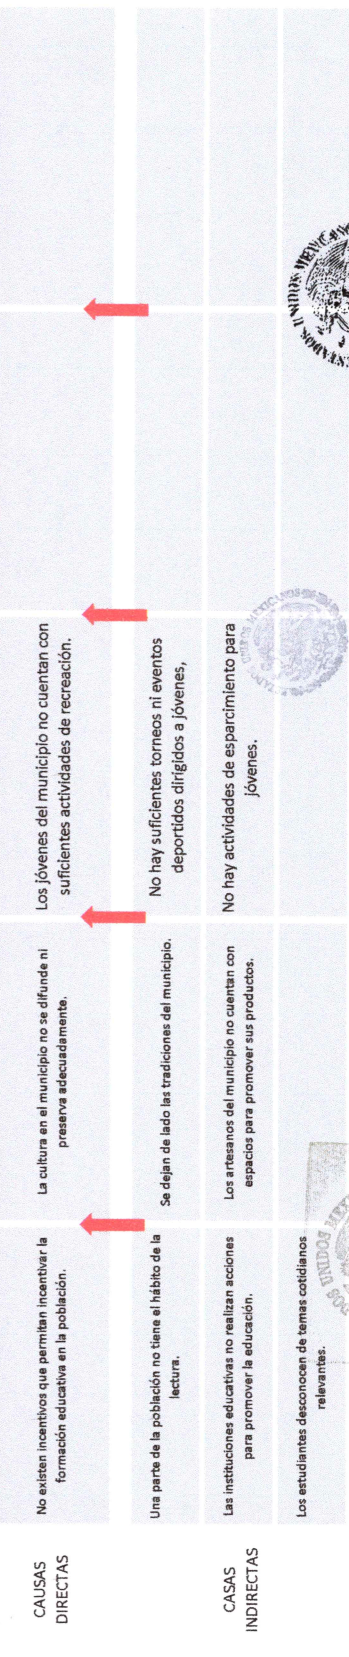 CAUSAS
DIRECTAS
No existen incentivos que permitan incentivar la
formación educativa en la población.
La cultura en el municipio no se difunde ni
preserva adecuadamente.
Los jóvenes del municipio no cuentan con
suficientes actividades de recreación.
Una parte de la población no tiene el hábito de la
lectura.
Se dejan de lado las tradiciones del municipio.
No hay suficientes torneos ni eventos
deportidos dirigidos a jóvenes,
CASAS
INDIRECTAS
Las instituciones educativas no realizan acciones
para promover la educación.
Los artesanos del municipio no cuentan con
espacios para promover sus productos.
No hay actividades de esparcimiento para
jóvenes.
Los estudiantes desconocen de temas cotidianos
relevantes.
UNIDOS
UNIDOS MEXICANOS
UNIDOS